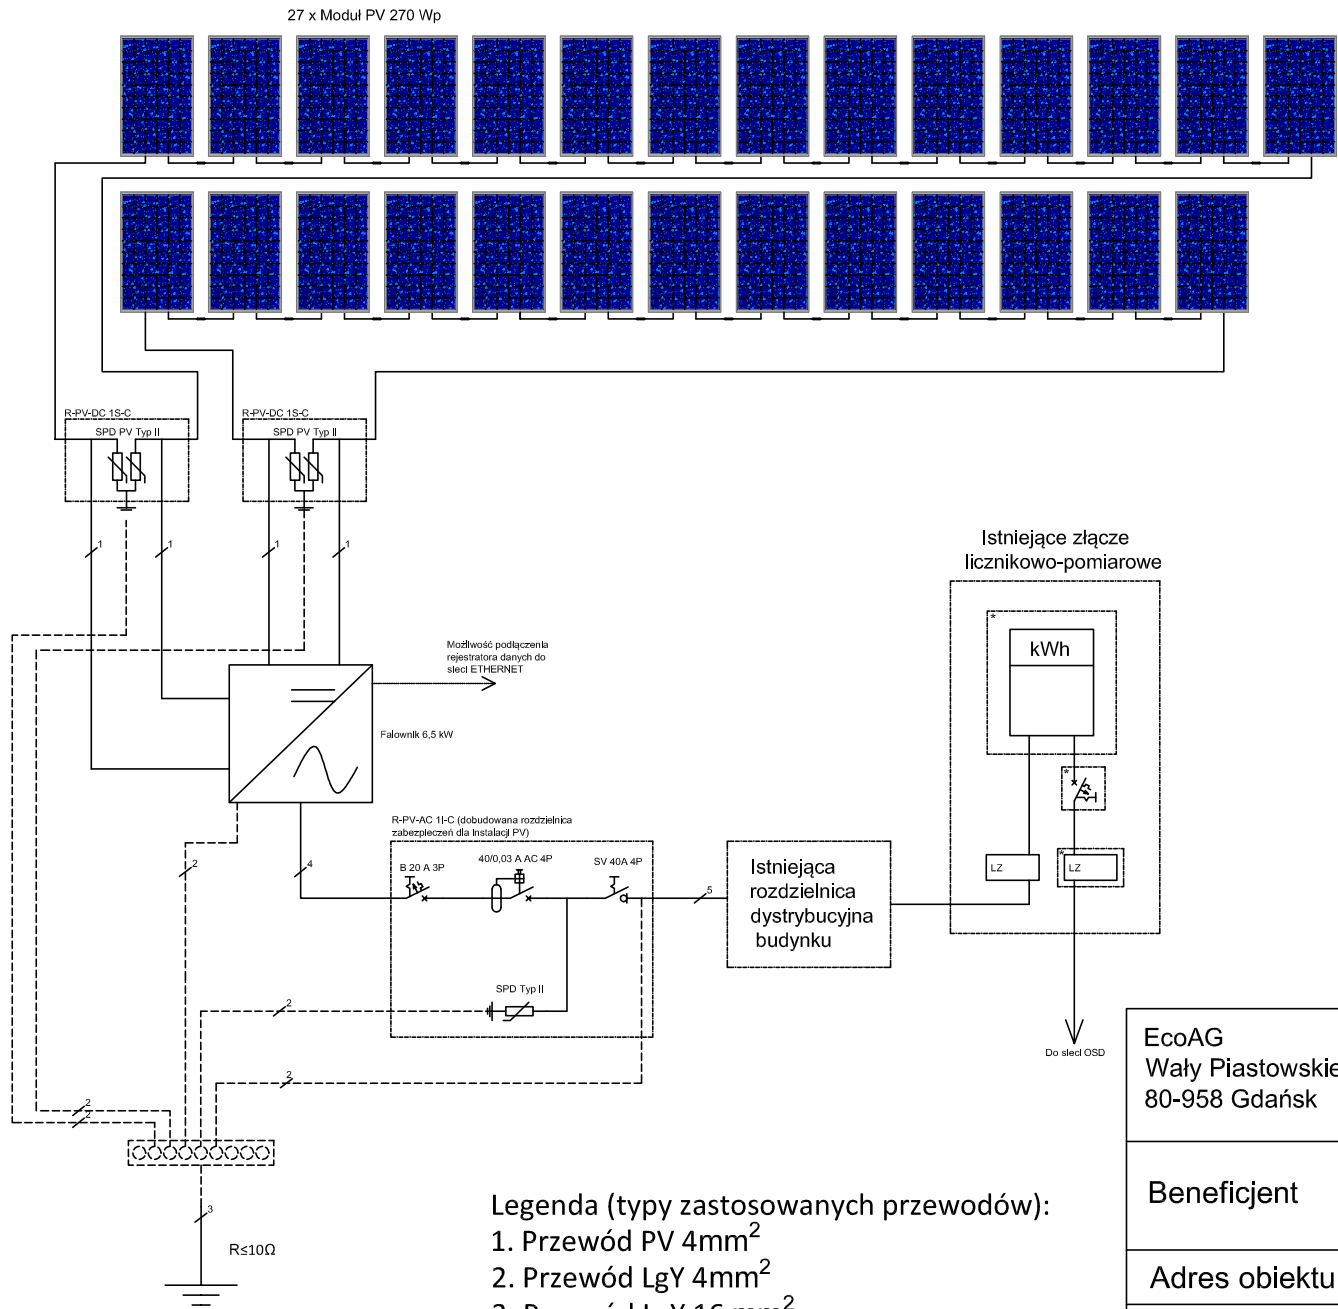 27 x Moduł PV 270 Wp
R-PV-DC 1S-C
SPD PV Typ II
R-PV-DC 1S-C
SPD PV Typ II
1
1
1
1
Istniejące złącze
licznikowo-pomiarowe
*
kWh
Możliwość podłączenia
rejestratora danych do
sieci ETHERNET
Falownik 6,5 kW
*
R-PV-AC 1I-C (dobudowana rozdzielnica
zabezpieczeń dla instalacji PV)
2
4
B 20 A 3P
40/0,03 A AC 4P
SV 40A 4P
5
Istniejąca
rozdzielnica
dystrybucyjna
budynku
LZ
*
LZ
SPD Typ II
2
2
2
2
Do sieci OSD
3
R≤10Ω
EcoAG
Wały Piastowskie
80-958 Gdańsk
Beneficjent
Adres obiektu
Legenda (typy zastosowanych przewodów):
1. Przewód PV 4mm²
2. Przewód LgY 4mm²
3. Przewód LgY 16 mm²